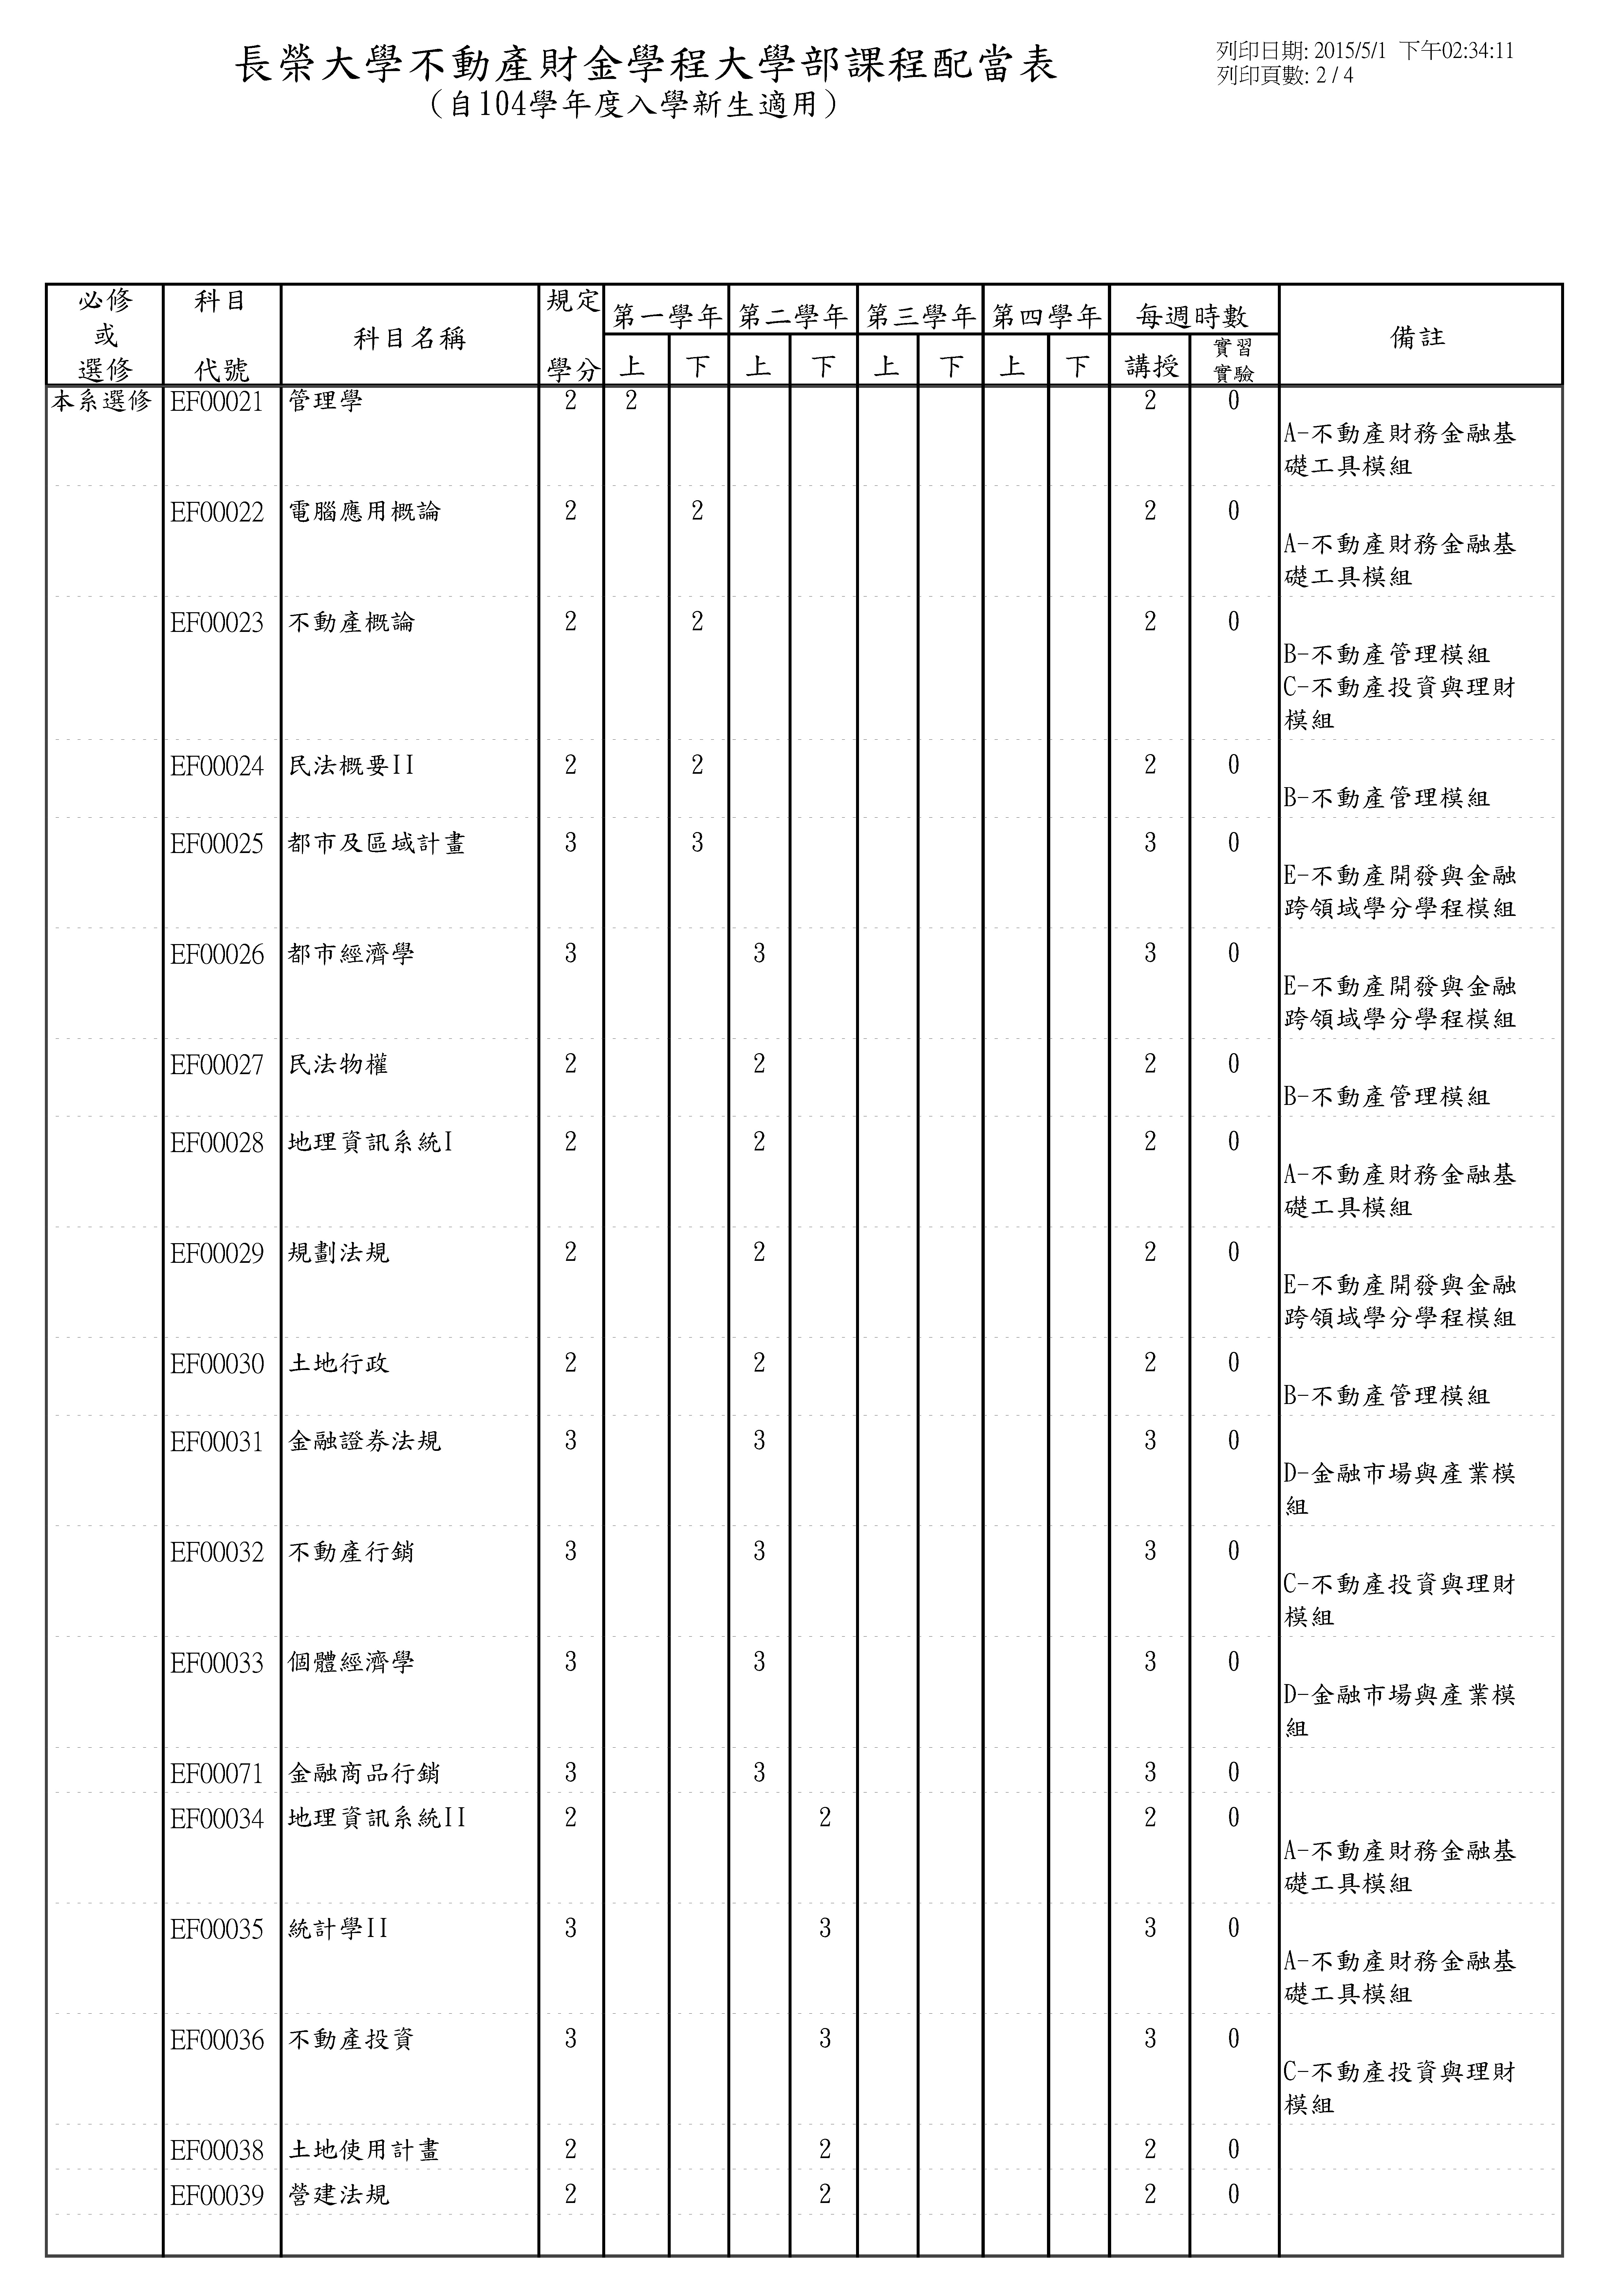 長榮大學不動產財金學程大學部課程配當表
(自104學年度入學新生適用)
列印日期: 2015/5/1 下午02:34:11
列印頁數: 2 / 4
必修或選修 科目代號 科目名稱 規定學分 第一學年 第二學年 第三學年 第四學年 每週時數 備註
上 下 上 下 上 下 上 下 講授 實習實驗
本系選修 EF00021 管理學 2 2 2 0
A-不動產財務金融基
礎工具模組
EF00022 電腦應用概論 2 2 2 0
A-不動產財務金融基
礎工具模組
EF00023 不動產概論 2 2 2 0
B-不動產管理模組
C-不動產投資與理財
模組
EF00024 民法概要II 2 2 2 0
B-不動產管理模組
EF00025 都市及區域計畫 3 3 3 0
E-不動產開發與金融
跨領域學分學程模組
EF00026 都市經濟學 3 3 3 0
E-不動產開發與金融
跨領域學分學程模組
EF00027 民法物權 2 2 2 0
B-不動產管理模組
EF00028 地理資訊系統I 2 2 2 0
A-不動產財務金融基
礎工具模組
EF00029 規劃法規 2 2 2 0
E-不動產開發與金融
跨領域學分學程模組
EF00030 土地行政 2 2 2 0
B-不動產管理模組
EF00031 金融證券法規 3 3 3 0
D-金融市場與產業模
組
EF00032 不動產行銷 3 3 3 0
C-不動產投資與理財
模組
EF00033 個體經濟學 3 3 3 0
D-金融市場與產業模
組
EF00071 金融商品行銷 3 3 3 0
EF00034 地理資訊系統II 2 2 2 0
A-不動產財務金融基
礎工具模組
EF00035 統計學II 3 3 3 0
A-不動產財務金融基
礎工具模組
EF00036 不動產投資 3 3 3 0
C-不動產投資與理財
模組
EF00038 土地使用計畫 2 2 2 0
EF00039 營建法規 2 2 2 0